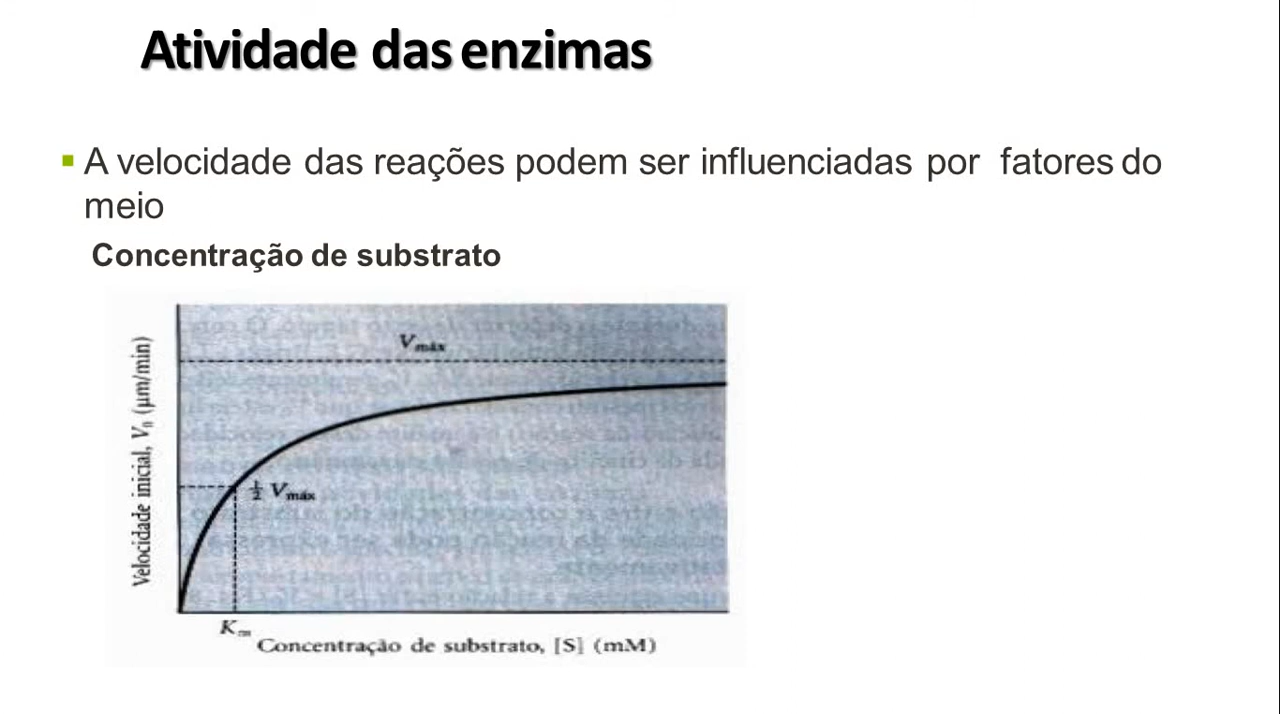 Atividade das enzimas
A velocidade das reações podem ser influenciadas por fatores do
meio
Concentração de substrato
Vmáx
½ Vmáx
Velocidade inicial, V0 (μm/min)
Km
Concentração de substrato, [S] (mM)